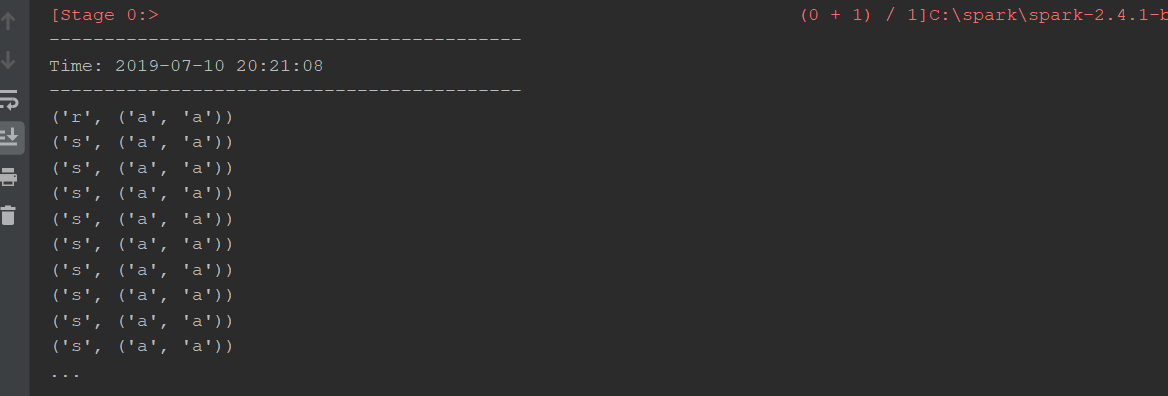 [Stage 0:> (0 + 1) / 1]C:\spark\spark-2.4.1-b
-------------------------------------------
Time: 2019-07-10 20:21:08
-------------------------------------------
('r', ('a', 'a'))
('s', ('a', 'a'))
('s', ('a', 'a'))
('s', ('a', 'a'))
('s', ('a', 'a'))
('s', ('a', 'a'))
('s', ('a', 'a'))
('s', ('a', 'a'))
('s', ('a', 'a'))
('s', ('a', 'a'))
...